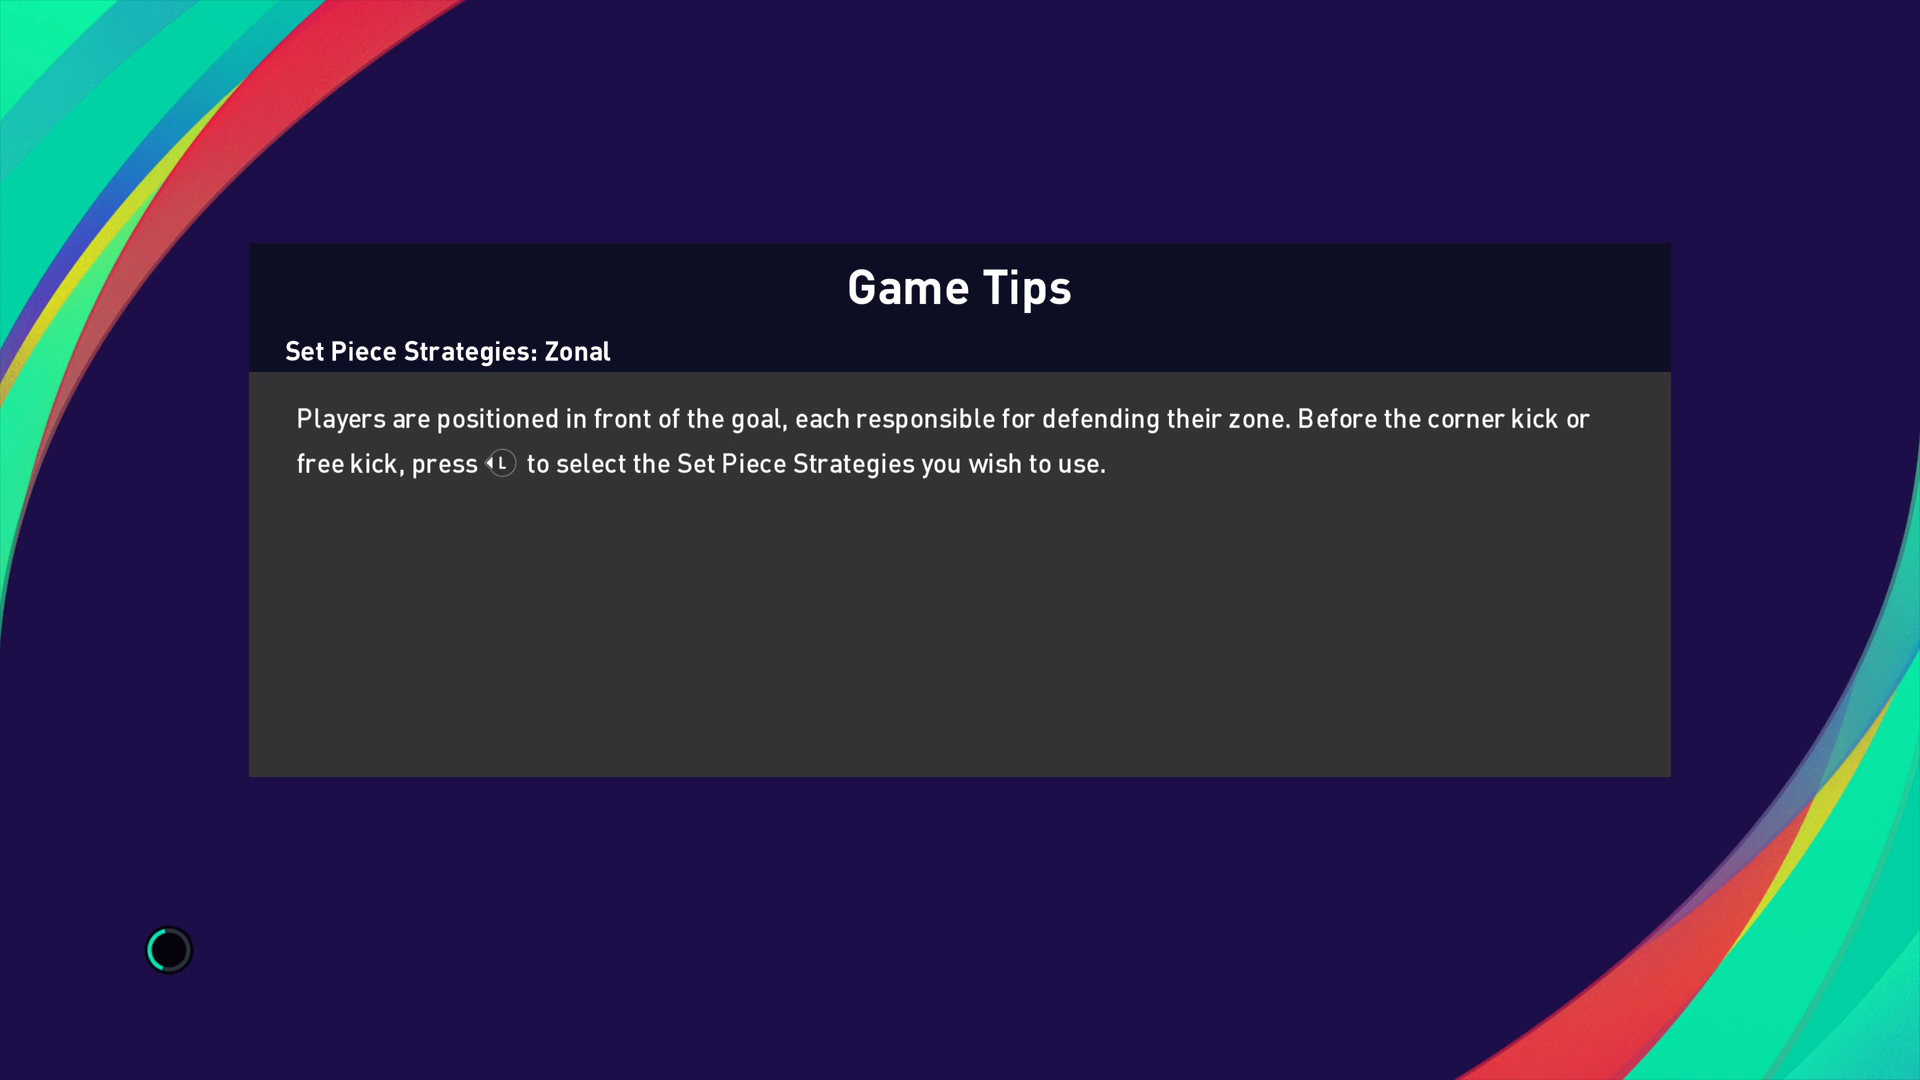 Game Tips
Set Piece Strategies: Zonal
Players are positioned in front of the goal, each responsible for defending their zone. Before the corner kick or
free kick, press L to select the Set Piece Strategies you wish to use.